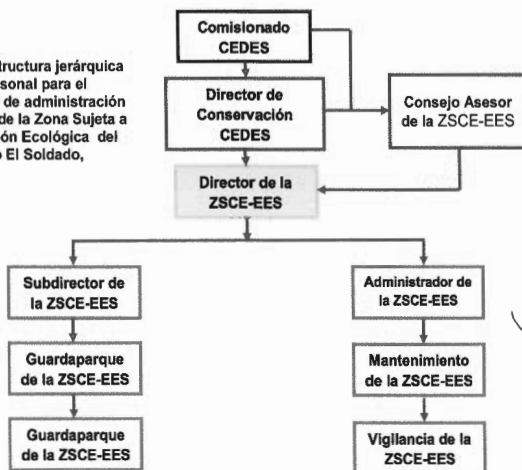 tructura jerárquica
sonal para el
de administración
de la Zona Sujeta a
ón Ecológica del
El Soldado,
Comisionado
CEDES
Director de
Conservación
CEDES
Consejo Asesor
de la ZSCE-EES
Director de la
ZSCE-EES
Subdirector de
la ZSCE-EES
Administrador de
la ZSCE-EES
Guardaparque
de la ZSCE-EES
Mantenimiento
de la ZSCE-EES
Guardaparque
de la ZSCE-EES
Vigilancia de la
ZSCE-EES